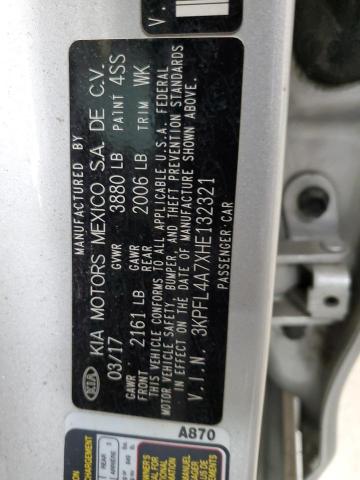 MANUFACTURED BY
KIA KIA MOTORS MEXICO S.A. DE C.V.
03/17 GVWR 3880 LB PAINT 4SS
GAWR FRONT 2161 LB GAWR REAR 2006 LB TRIM WK
THIS VEHICLE CONFORMS TO ALL APPLICABLE U.S.A. FEDERAL
MOTOR VEHICLE SAFETY, BUMPER, AND THEFT PREVENTION STANDARDS
IN EFFECT ON THE DATE OF MANUFACTURE SHOWN ABOVE.
V.I.N. 3KPFL4A7XHE132321
PASSENGER CAR
A870
V.I